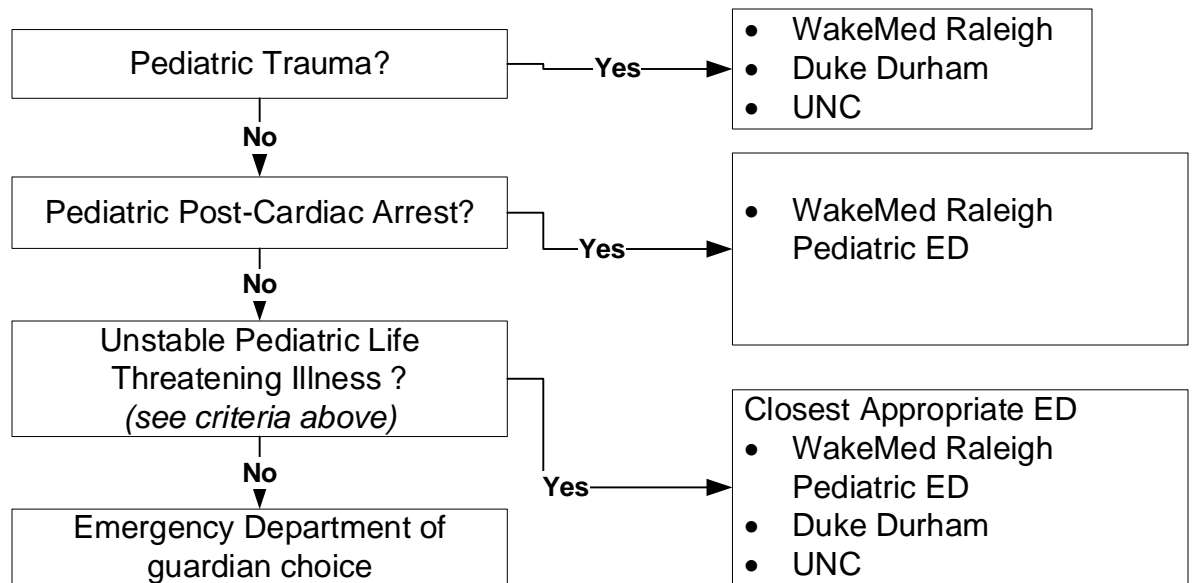 Pediatric Trauma?
Yes
• WakeMed Raleigh
• Duke Durham
• UNC
No
Pediatric Post-Cardiac Arrest?
Yes
• WakeMed Raleigh
Pediatric ED
No
Unstable Pediatric Life
Threatening Illness ?
(see criteria above)
Yes
Closest Appropriate ED
• WakeMed Raleigh
Pediatric ED
• Duke Durham
• UNC
No
Emergency Department of
guardian choice